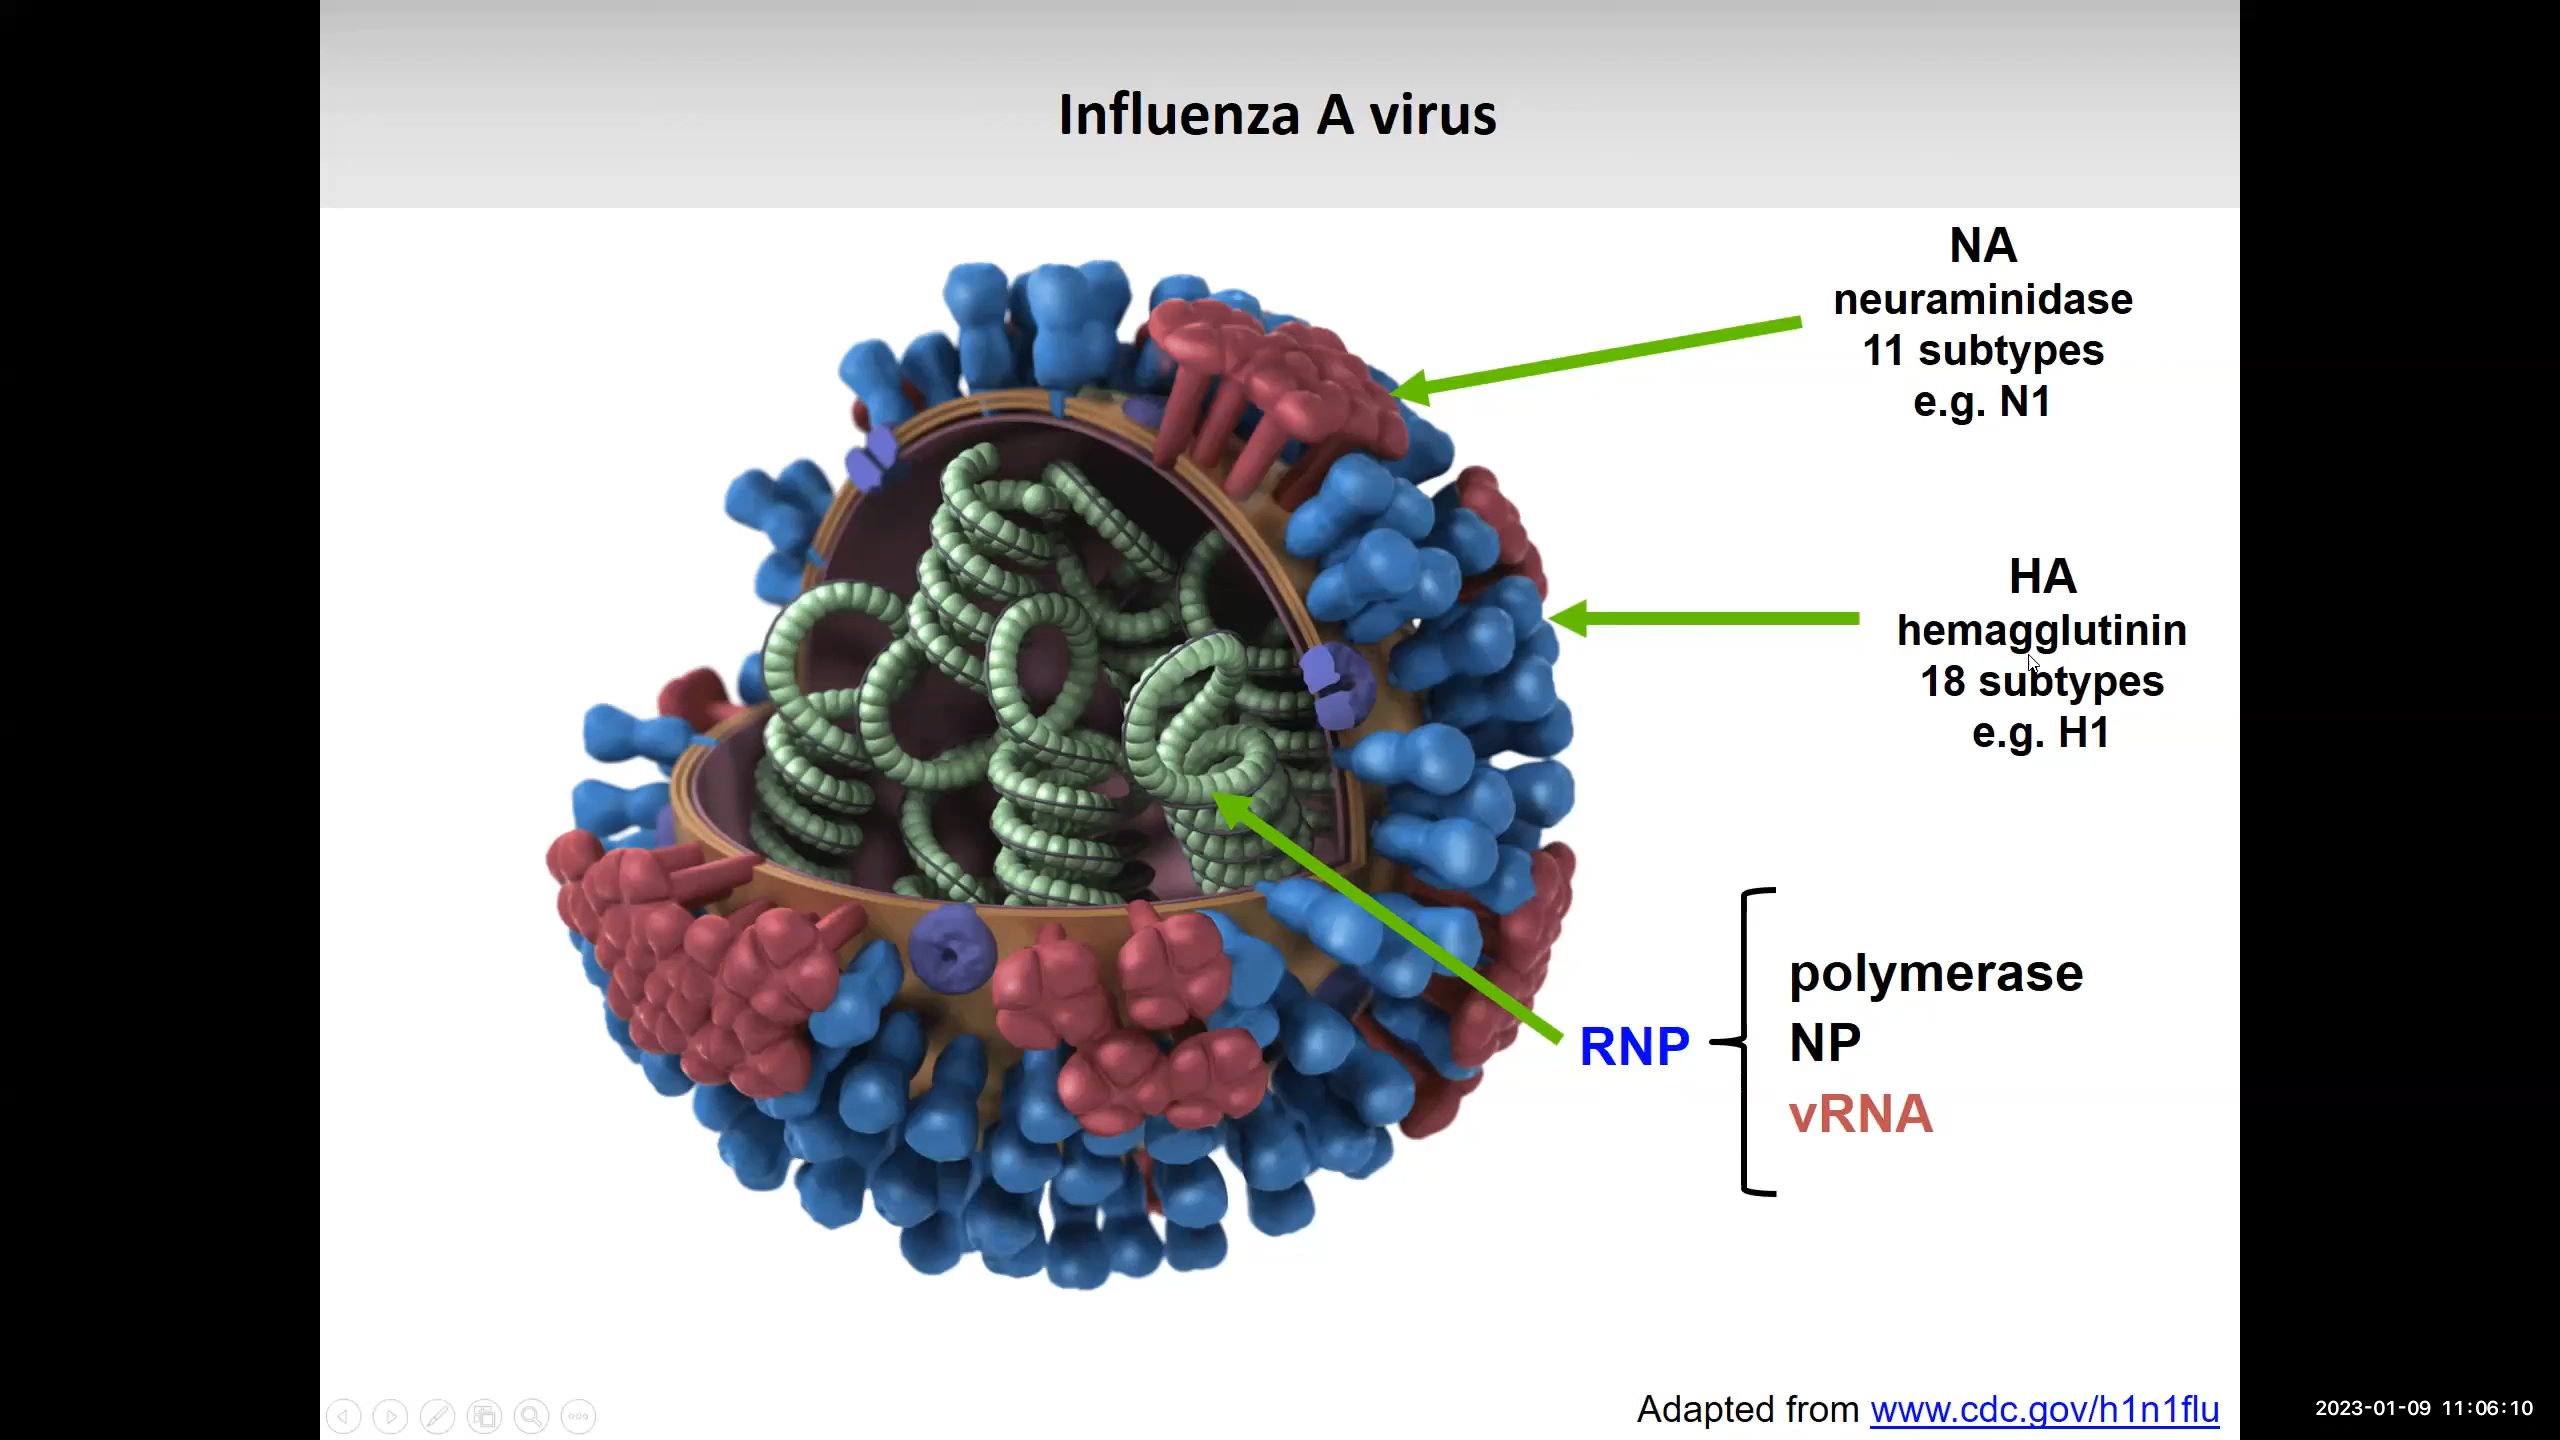 Influenza A virus
NA
neuraminidase
11 subtypes
e.g. N1
HA
hemagglutinin
18 subtypes
e.g. H1
RNP
polymerase
NP
vRNA
Adapted from www.cdc.gov/h1n1flu
2023-01-09 11:06:10